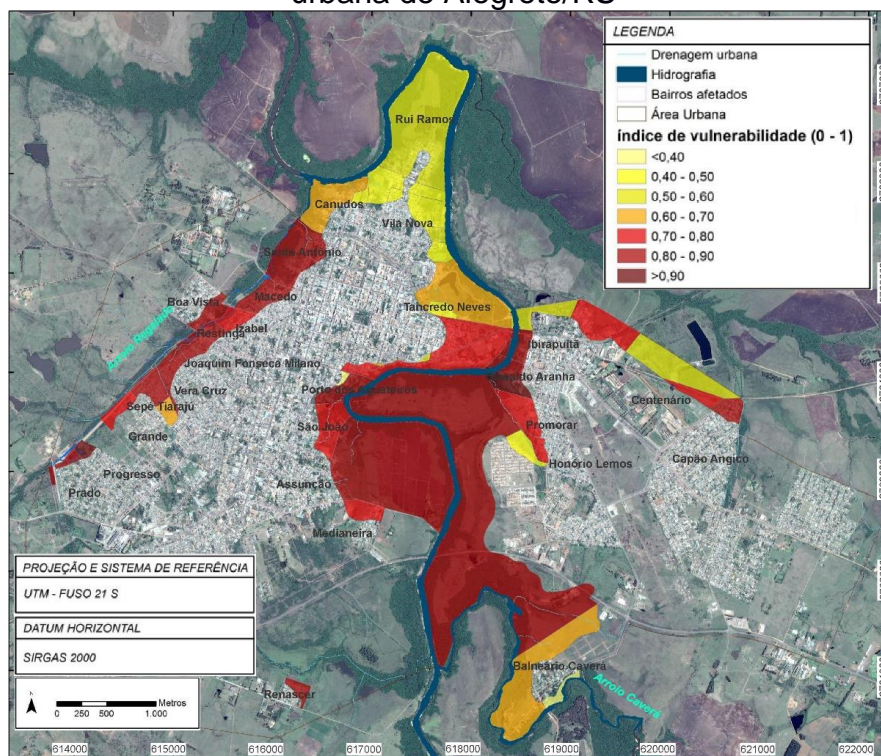 urbana de Alegrete/RS
LEGENDA
Drenagem urbana
Hidrografia
Bairros afetados
Área Urbana
índice de vulnerabilidade (0 - 1)
<0,40
0,40 - 0,50
0,50 - 0,60
0,60 - 0,70
0,70 - 0,80
0,80 - 0,90
>0,90
Rui Ramos
Canudos
Vila Nova
Santo Antônio
Boa Vista
Macedo
Tancredo Neves
Restinga
Izabel
Ibirapuitã
Joaquim Fonseca Milano
Vera Cruz
Centenário
Sepé Tiarajú
São João
Promorar
Grande
Honório Lemos
Capão Angico
Progresso
Assunção
Prado
Medianeira
PROJEÇÃO E SISTEMA DE REFERÊNCIA
UTM - FUSO 21 S
DATUM HORIZONTAL
SIRGAS 2000
Balneário Caverá
Arroio Caverá
Renascer
Metros
0 250 500 1.000
614000 615000 616000 617000 618000 619000 620000 621000 622000